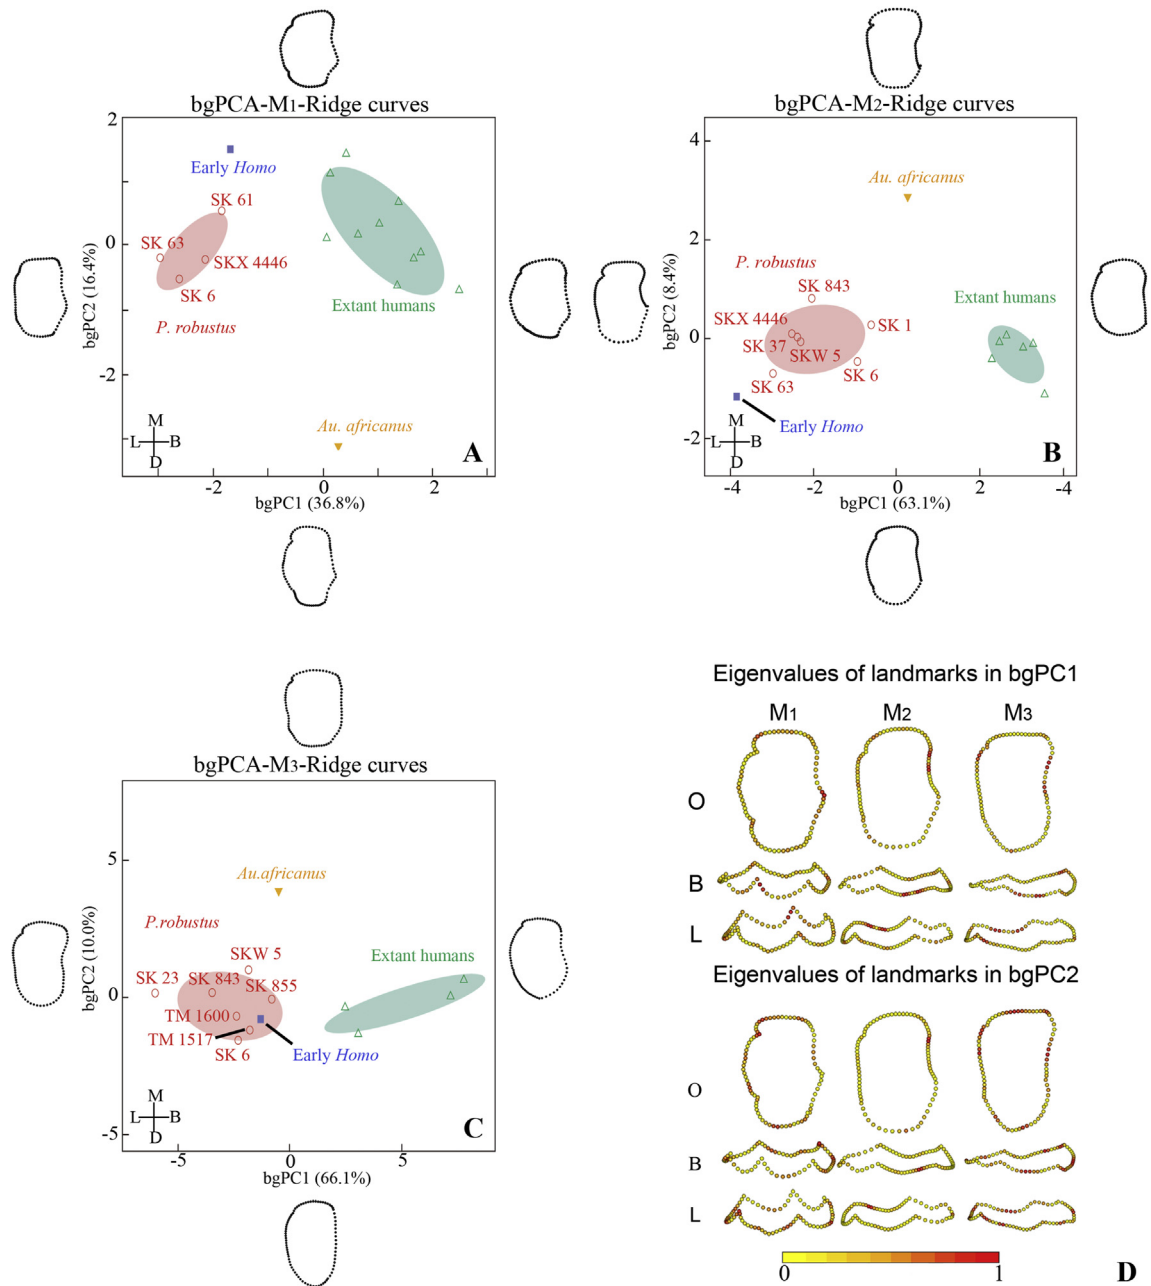 bgPCA-M1-Ridge curves
2
0
-2
bgPC2 (16.4%)
Early Homo
SK 61
SK 63
SKX 4446
SK 6
P. robustus
Extant humans
Au. africanus
M
L B
D
A
-2 0 2
bgPC1 (36.8%)
bgPCA-M2-Ridge curves
4
2
0
-2
bgPC2 (8.4%)
Au. africanus
P. robustus
SK 843
Extant humans
SKX 4446
SK 1
SK 37
SKW 5
SK 6
SK 63
Early Homo
M
L B
D
B
-4 -2 0 2 -4
bgPC1 (63.1%)
bgPCA-M3-Ridge curves
5
0
-5
bgPC2 (10.0%)
Au.africanus
P.robustus
SKW 5
Extant humans
SK 23
SK 843
SK 855
TM 1600
TM 1517
SK 6
Early Homo
M
L B
D
C
-5 0 5
bgPC1 (66.1%)
Eigenvalues of landmarks in bgPC1
M1 M2 M3
O
B
L
Eigenvalues of landmarks in bgPC2
O
B
L
0 1
D